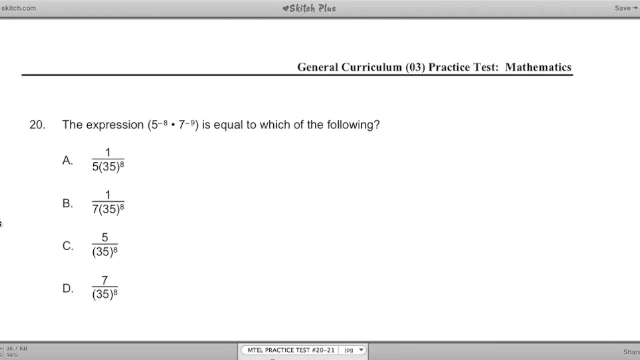 skitch.com
♥Skitch Plus
Save
General Curriculum (03) Practice Test: Mathematics
20. The expression (5⁻⁸ • 7⁻⁹) is equal to which of the following?
A. 1
5(35)⁸
B. 1
7(35)⁸
C. 5
(35)⁸
D. 7
(35)⁸
MTEL PRACTICE TEST #20-21 jpg
Shar